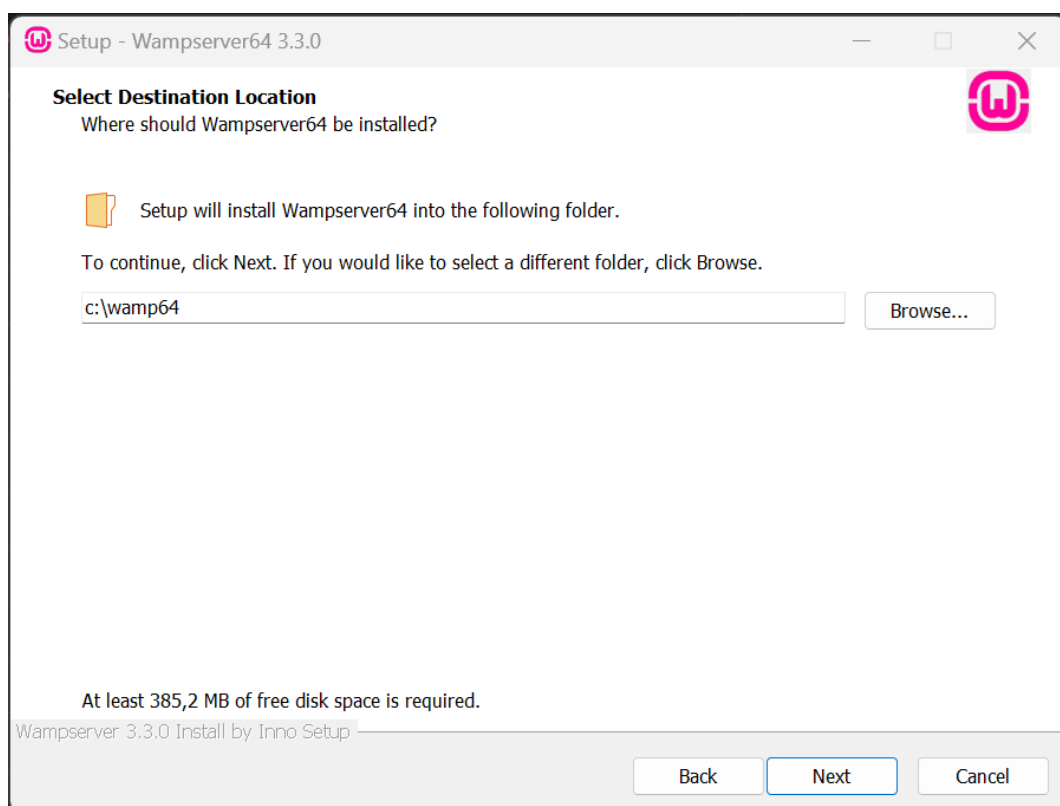 Setup - Wampserver64 3.3.0
Select Destination Location
Where should Wampserver64 be installed?
Setup will install Wampserver64 into the following folder.
To continue, click Next. If you would like to select a different folder, click Browse.
c:\wamp64
Browse...
At least 385,2 MB of free disk space is required.
Wampserver 3.3.0 Install by Inno Setup
Back
Next
Cancel